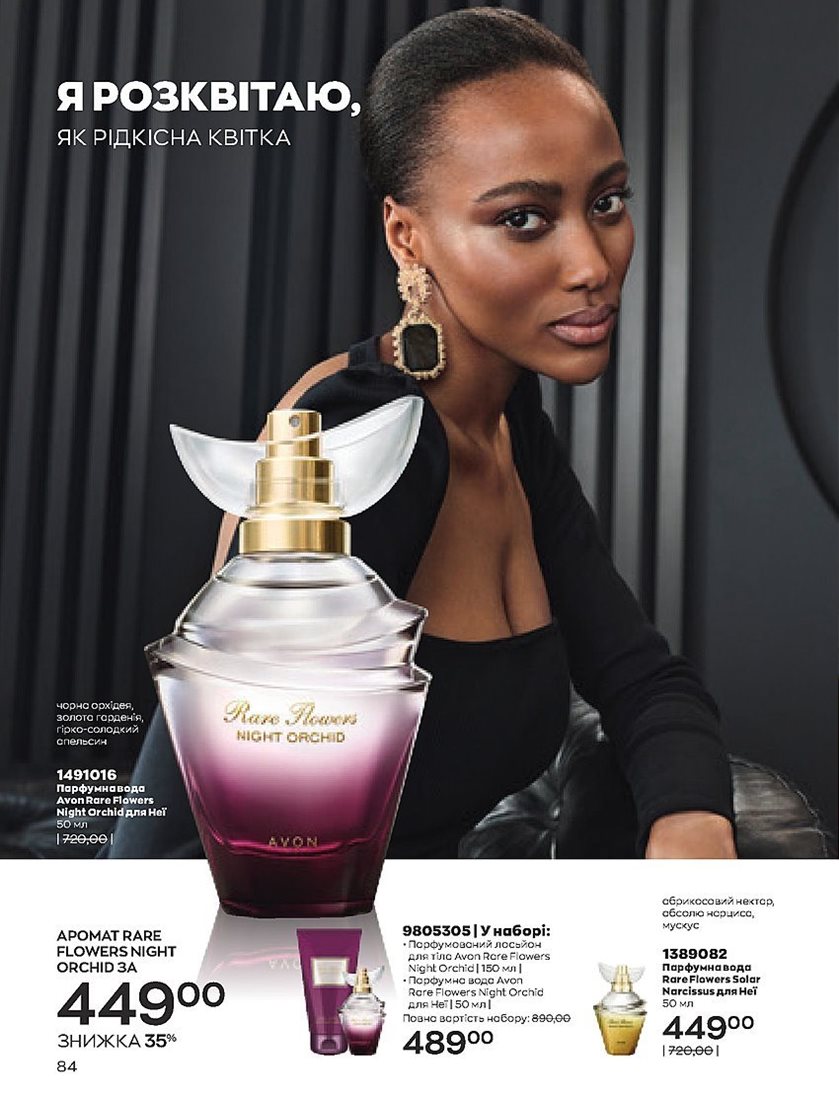 Я РОЗКВІТАЮ,
ЯК РІДКІСНА КВІТКА
Rare Flowers
NIGHT ORCHID
AVON
чорна орхідея,
золота гарденія,
гірко-солодкий
апельсин
1491016
Парфумна вода
Avon Rare Flowers
Night Orchid для Неї
50 мл
| 720,00 |
АРОМАТ RARE
FLOWERS NIGHT
ORCHID ЗА
449⁰⁰
ЗНИЖКА 35%
84
9805305 | У наборі:
• Парфумований лосьйон
для тіла Avon Rare Flowers
Night Orchid | 150 мл |
• Парфумна вода Avon
Rare Flowers Night Orchid
для Неї | 50 мл |
Повна вартість набору: 890,00
489⁰⁰
абрикосовий нектар,
абсолю нарциса,
мускус
1389082
Парфумна вода
Rare Flowers Solar
Narcissus для Неї
50 мл
449⁰⁰
| 720,00 |